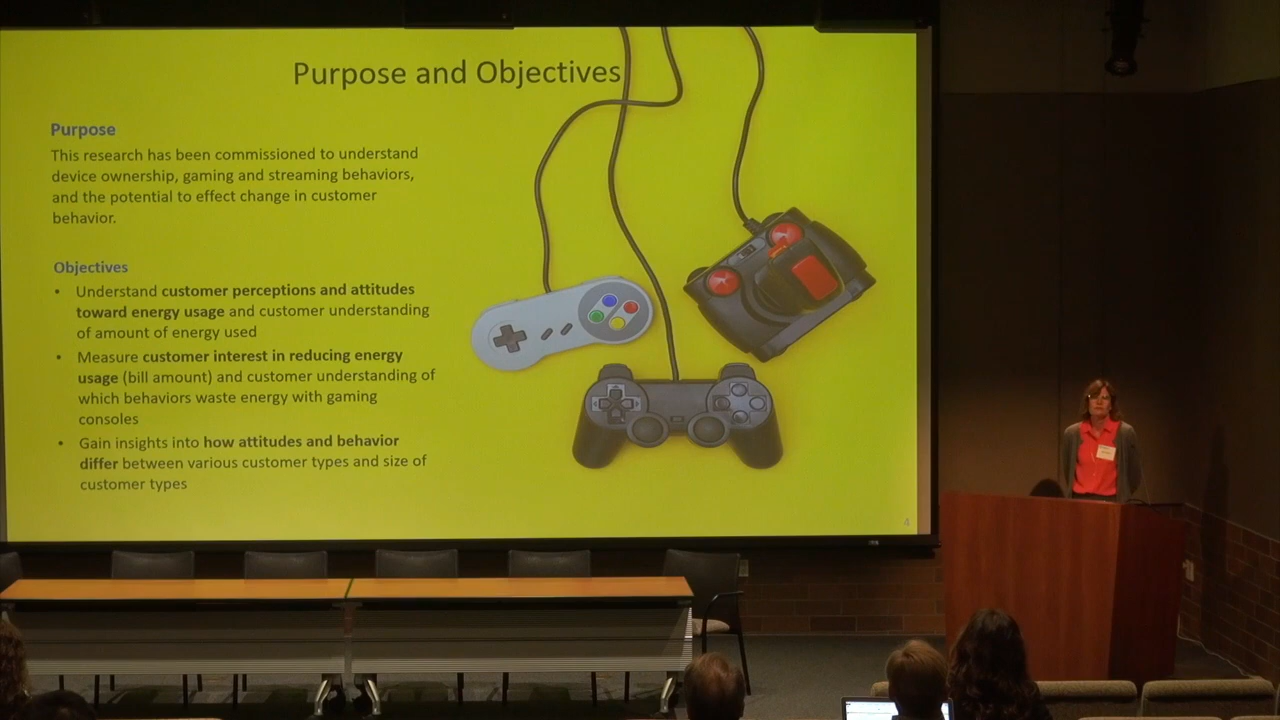 Purpose and Objectives
Purpose
This research has been commissioned to understand
device ownership, gaming and streaming behaviors,
and the potential to effect change in customer
behavior.
Objectives
• Understand customer perceptions and attitudes
toward energy usage and customer understanding
of amount of energy used
• Measure customer interest in reducing energy
usage (bill amount) and customer understanding of
which behaviors waste energy with gaming
consoles
• Gain insights into how attitudes and behavior
differ between various customer types and size of
customer types
4